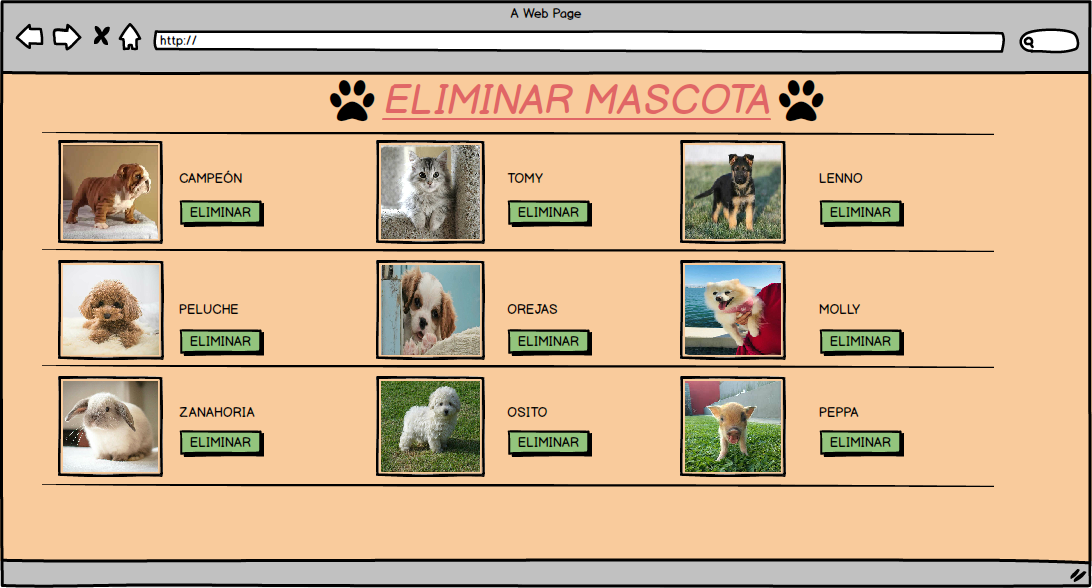 A Web Page
http://
ELIMINAR MASCOTA
CAMPEÓN
TOMY
LENNO
ELIMINAR
ELIMINAR
ELIMINAR
PELUCHE
OREJAS
MOLLY
ELIMINAR
ELIMINAR
ELIMINAR
ZANAHORIA
OSITO
PEPPA
ELIMINAR
ELIMINAR
ELIMINAR